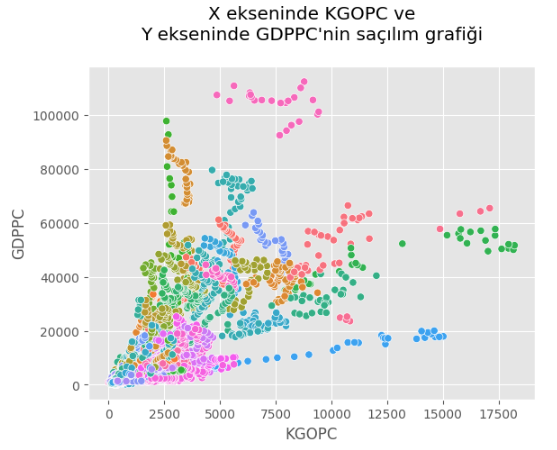 X ekseninde KGOPC ve
Y ekseninde GDPPC'nin saçılım grafiği
100000
80000
60000
40000
20000
0
GDPPC
0 2500 5000 7500 10000 12500 15000 17500
KGOPC